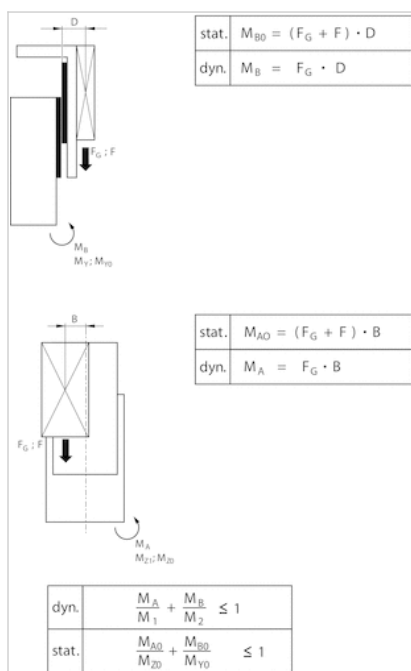 D
stat. M_B0 = (F_G + F) · D
dyn. M_B = F_G · D
F_G ; F
M_B
M_Y; M_Y0
B
stat. M_AO = (F_G + F) · B
dyn. M_A = F_G · B
F_G ; F
M_A
M_Z1; M_Z0
dyn. M_A/M_1 + M_B/M_2 ≤ 1
stat. M_A0/M_Z0 + M_B0/M_Y0 ≤ 1